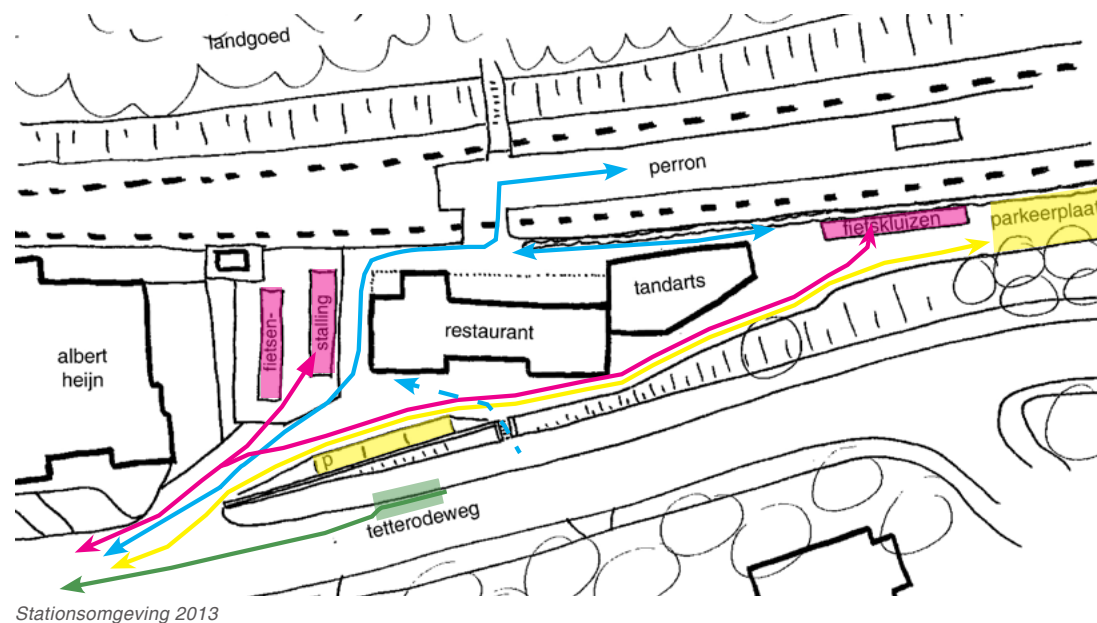 landgoed
perron
fietskluizen
parkeerplaat
tandarts
restaurant
fietsen-
stalling
albert
heijn
p
tetterodeweg
Stationsomgeving 2013